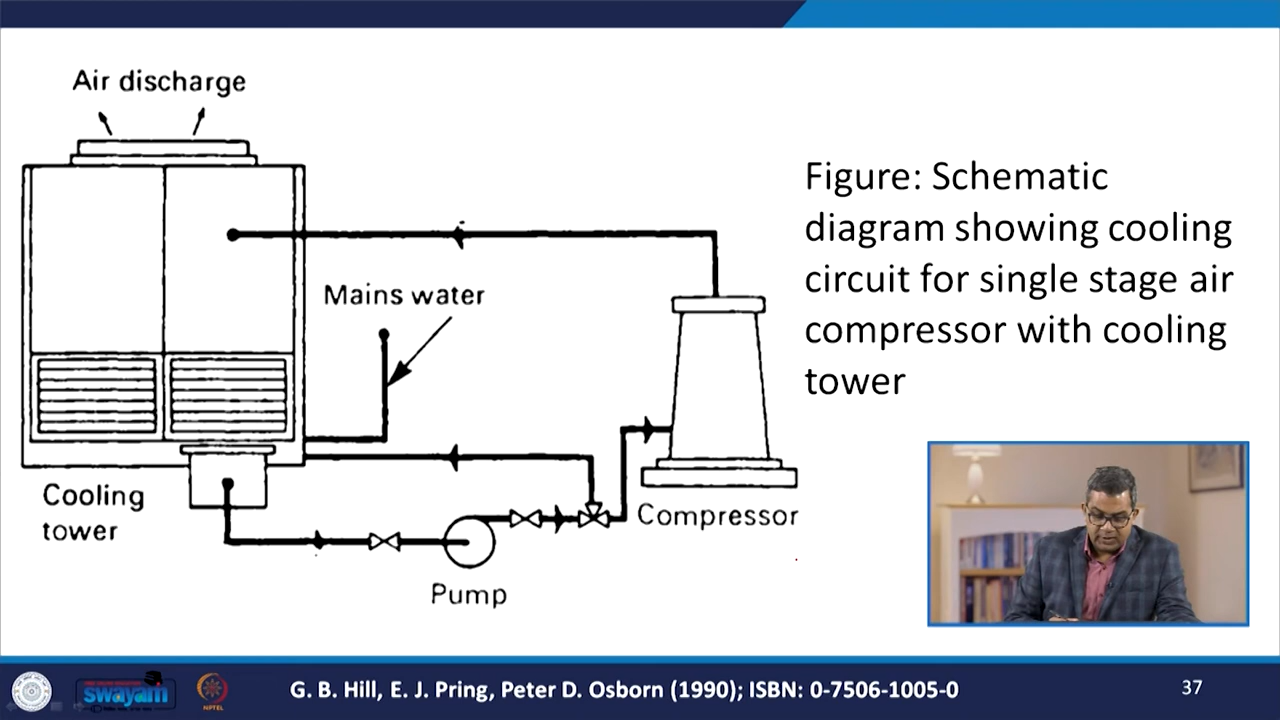 Air discharge
Mains water
Cooling
tower
Pump
Compressor
Figure: Schematic
diagram showing cooling
circuit for single stage air
compressor with cooling
tower
swayam
NPTEL
G. B. Hill, E. J. Pring, Peter D. Osborn (1990); ISBN: 0-7506-1005-0
37